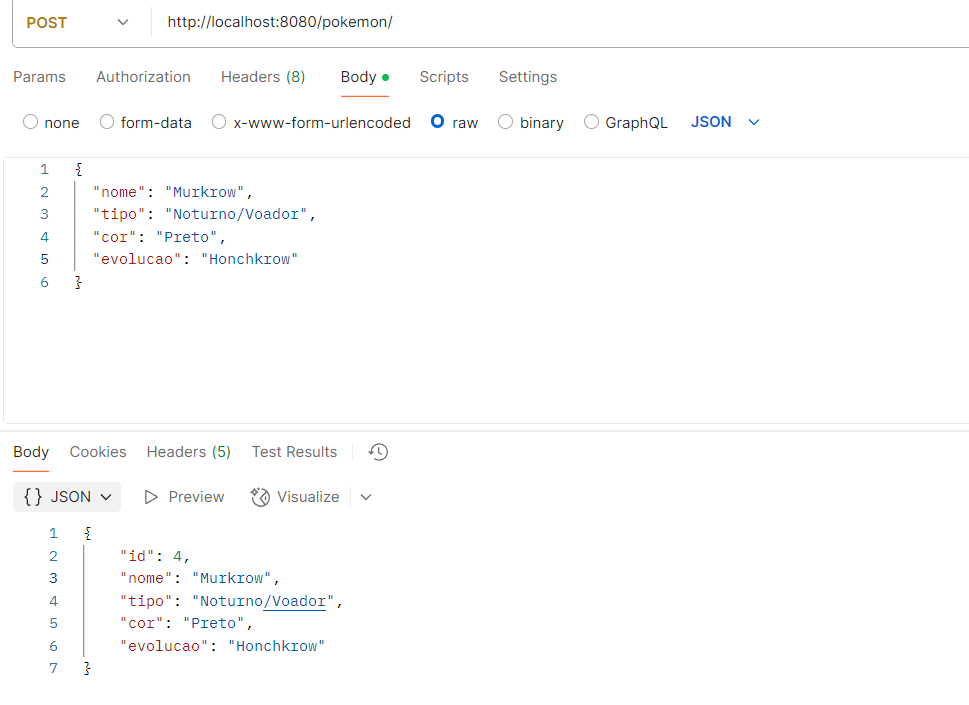 POST http://localhost:8080/pokemon/
Params Authorization Headers (8) Body Scripts Settings
none form-data x-www-form-urlencoded raw binary GraphQL JSON
1 {
2 "nome": "Murkrow",
3 "tipo": "Noturno/Voador",
4 "cor": "Preto",
5 "evolucao": "Honchkrow"
6 }
Body Cookies Headers (5) Test Results
{} JSON Preview Visualize
1 {
2 "id": 4,
3 "nome": "Murkrow",
4 "tipo": "Noturno/Voador",
5 "cor": "Preto",
6 "evolucao": "Honchkrow"
7 }